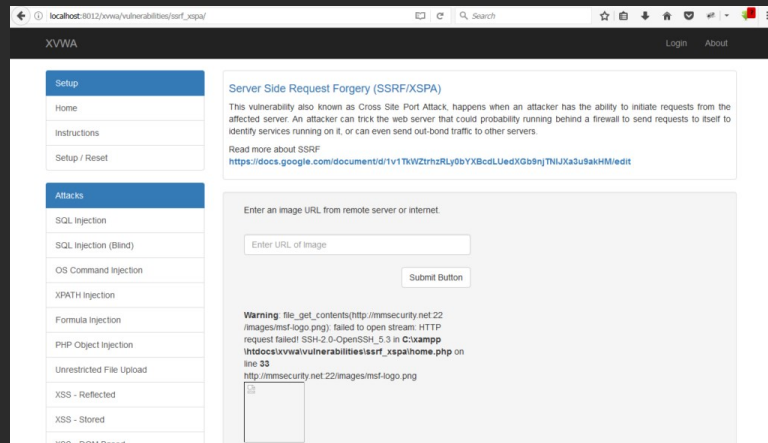 localhost:8012/xvwa/vulnerabilities/ssrf_xspa/
Search
XVWA
Login
About
Setup
Home
Instructions
Setup / Reset
Attacks
SQL Injection
SQL Injection (Blind)
OS Command Injection
XPATH Injection
Formula Injection
PHP Object Injection
Unrestricted File Upload
XSS - Reflected
XSS - Stored
XSS - DOM Based
Server Side Request Forgery (SSRF/XSPA)
This vulnerability also known as Cross Site Port Attack, happens when an attacker has the ability to initiate requests from the
affected server. An attacker can trick the web server that could probability running behind a firewall to send requests to itself to
identify services running on it, or can even send out-bond traffic to other servers.
Read more about SSRF
https://docs.google.com/document/d/1v1TkWZtrhzRLy0bYXBcdLUedXGb9njTNIJXa3u9akHM/edit
Enter an image URL from remote server or internet.
Enter URL of Image
Submit Button
Warning: file_get_contents(http://mmsecurity.net:22
/images/msf-logo.png): failed to open stream: HTTP
request failed! SSH-2.0-OpenSSH_5.3 in C:\xampp
\htdocs\xvwa\vulnerabilities\ssrf_xspa\home.php on
line 33
http://mmsecurity.net:22/images/msf-logo.png